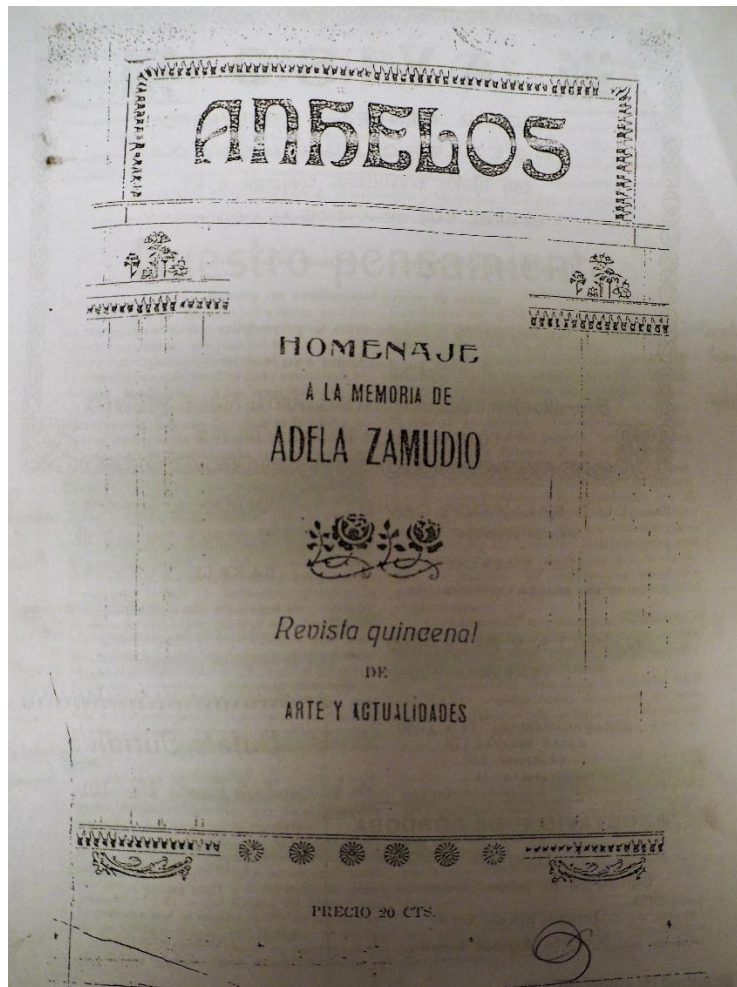 ANHELOS
HOMENAJE
A LA MEMORIA DE
ADELA ZAMUDIO
Revista quincenal
DE
ARTE Y ACTUALIDADES
PRECIO 20 CTS.